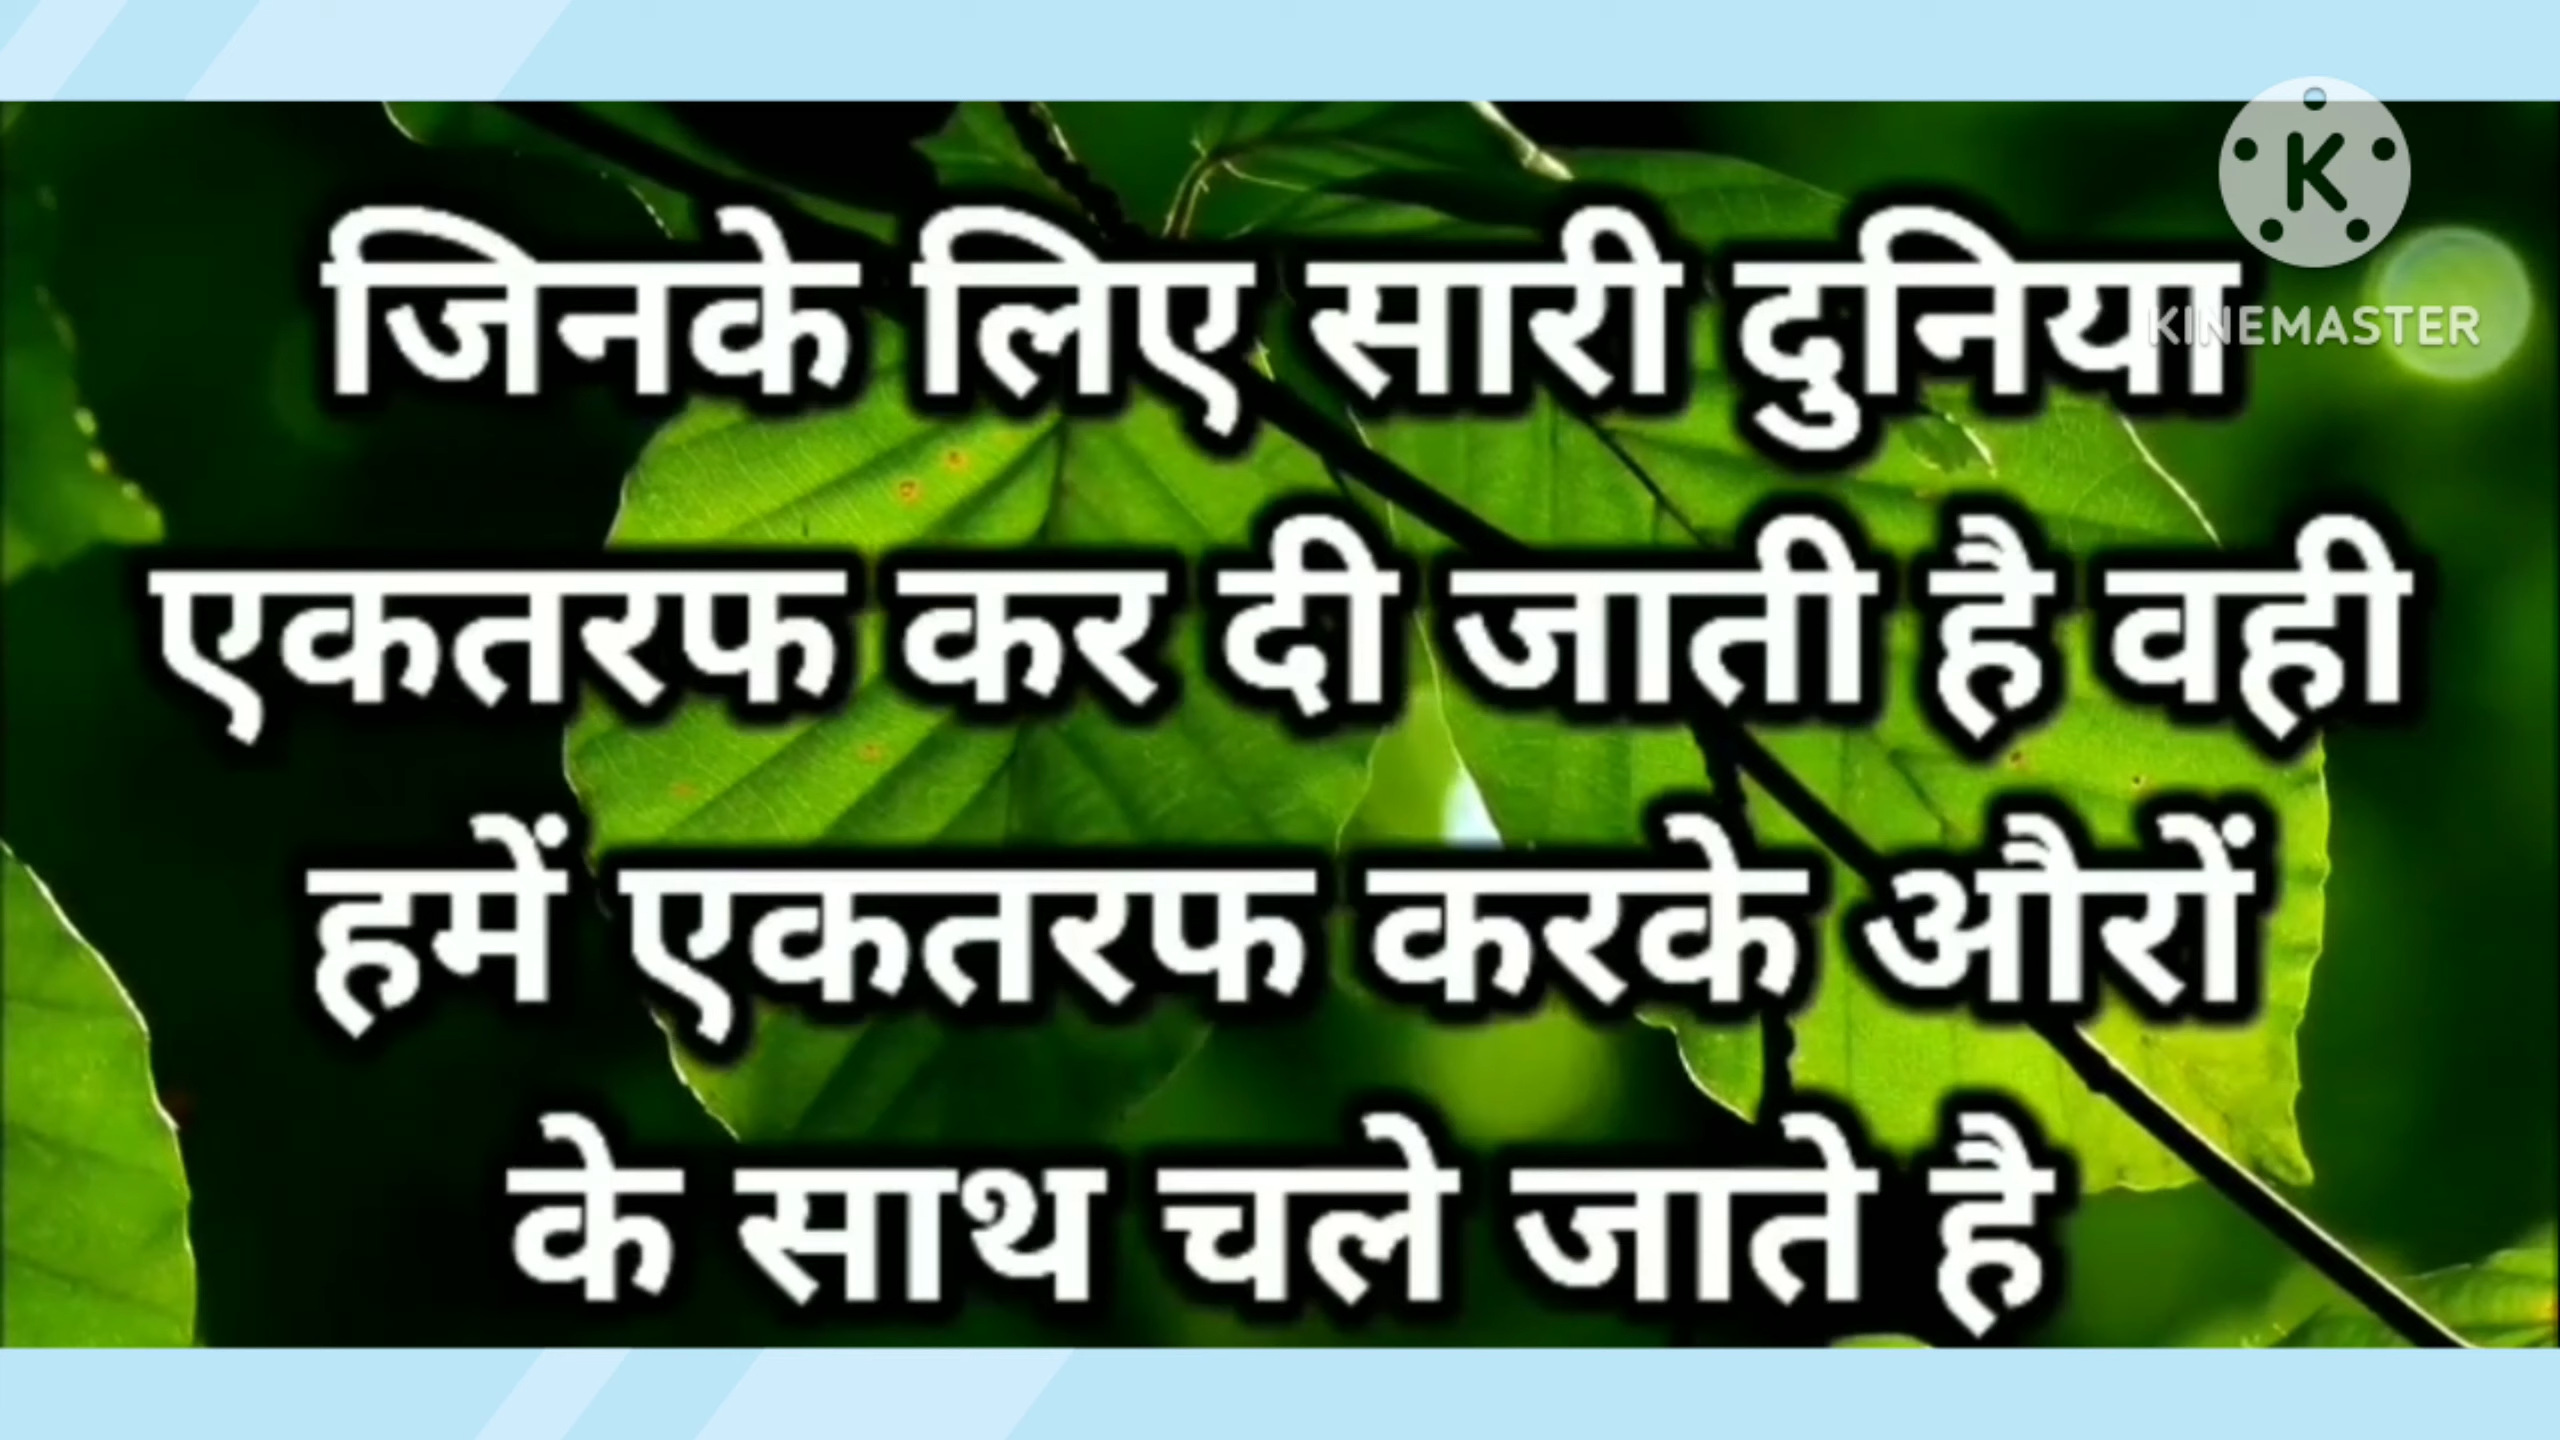 जिनके लिए सारी दुनिया
KINEMASTER
एकतरफ कर दी जाती है वही
हमें एकतरफ करके औरों
के साथ चले जाते है